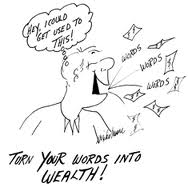 HEY, I COULD
GET USED TO
THIS!
WORDS
WORDS
WORDS
TURN YOUR WORDS INTO
WEALTH!